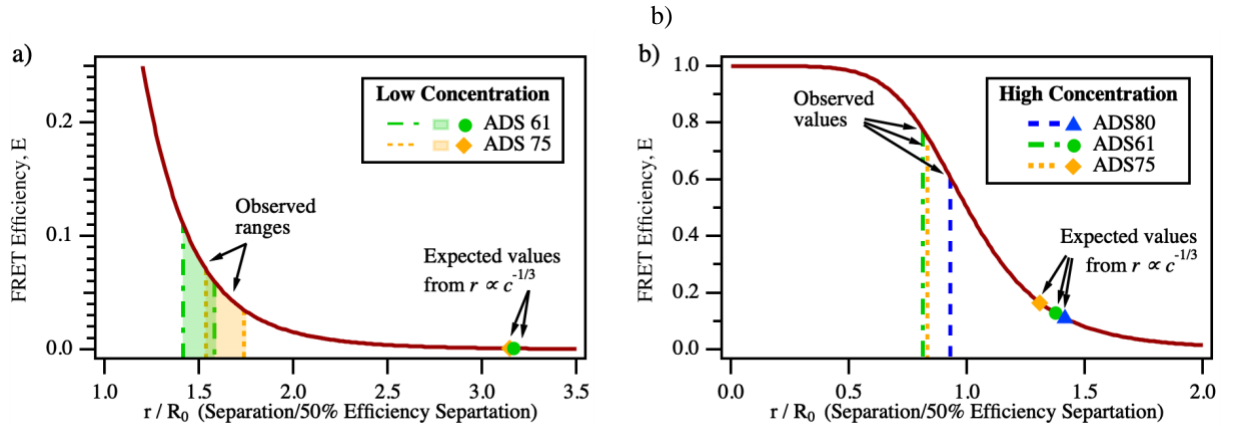 b)
a)
Low Concentration
ADS 61
ADS 75
Observed
ranges
Expected values
from r ∝ c^-1/3
FRET Efficiency, E
0.2
0.1
0.0
1.0 1.5 2.0 2.5 3.0 3.5
r / R0 (Separation/50% Efficiency Separtation)
b)
High Concentration
ADS80
ADS61
ADS75
Observed
values
Expected values
from r ∝ c^-1/3
FRET Efficiency, E
1.0
0.8
0.6
0.4
0.2
0.0
0.0 0.5 1.0 1.5 2.0
r / R0 (Separation/50% Efficiency Separtation)